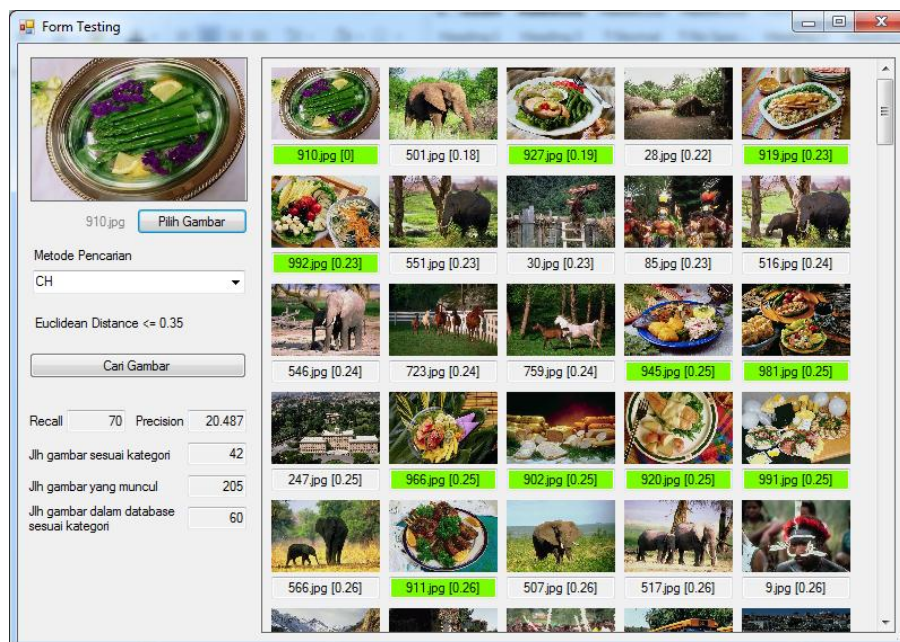 Form Testing
910.jpg
Pilih Gambar
Metode Pencarian
CH
Euclidean Distance <= 0.35
Cari Gambar
Recall 70 Precision 20.487
Jlh gambar sesuai kategori 42
Jlh gambar yang muncul 205
Jlh gambar dalam database
sesuai kategori 60
910.jpg [0] 501.jpg [0.18] 927.jpg [0.19] 28.jpg [0.22] 919.jpg [0.23]
992.jpg [0.23] 551.jpg [0.23] 30.jpg [0.23] 85.jpg [0.23] 516.jpg [0.24]
546.jpg [0.24] 723.jpg [0.24] 759.jpg [0.24] 945.jpg [0.25] 981.jpg [0.25]
247.jpg [0.25] 966.jpg [0.25] 902.jpg [0.25] 920.jpg [0.25] 991.jpg [0.25]
566.jpg [0.26] 911.jpg [0.26] 507.jpg [0.26] 517.jpg [0.26] 9.jpg [0.26]